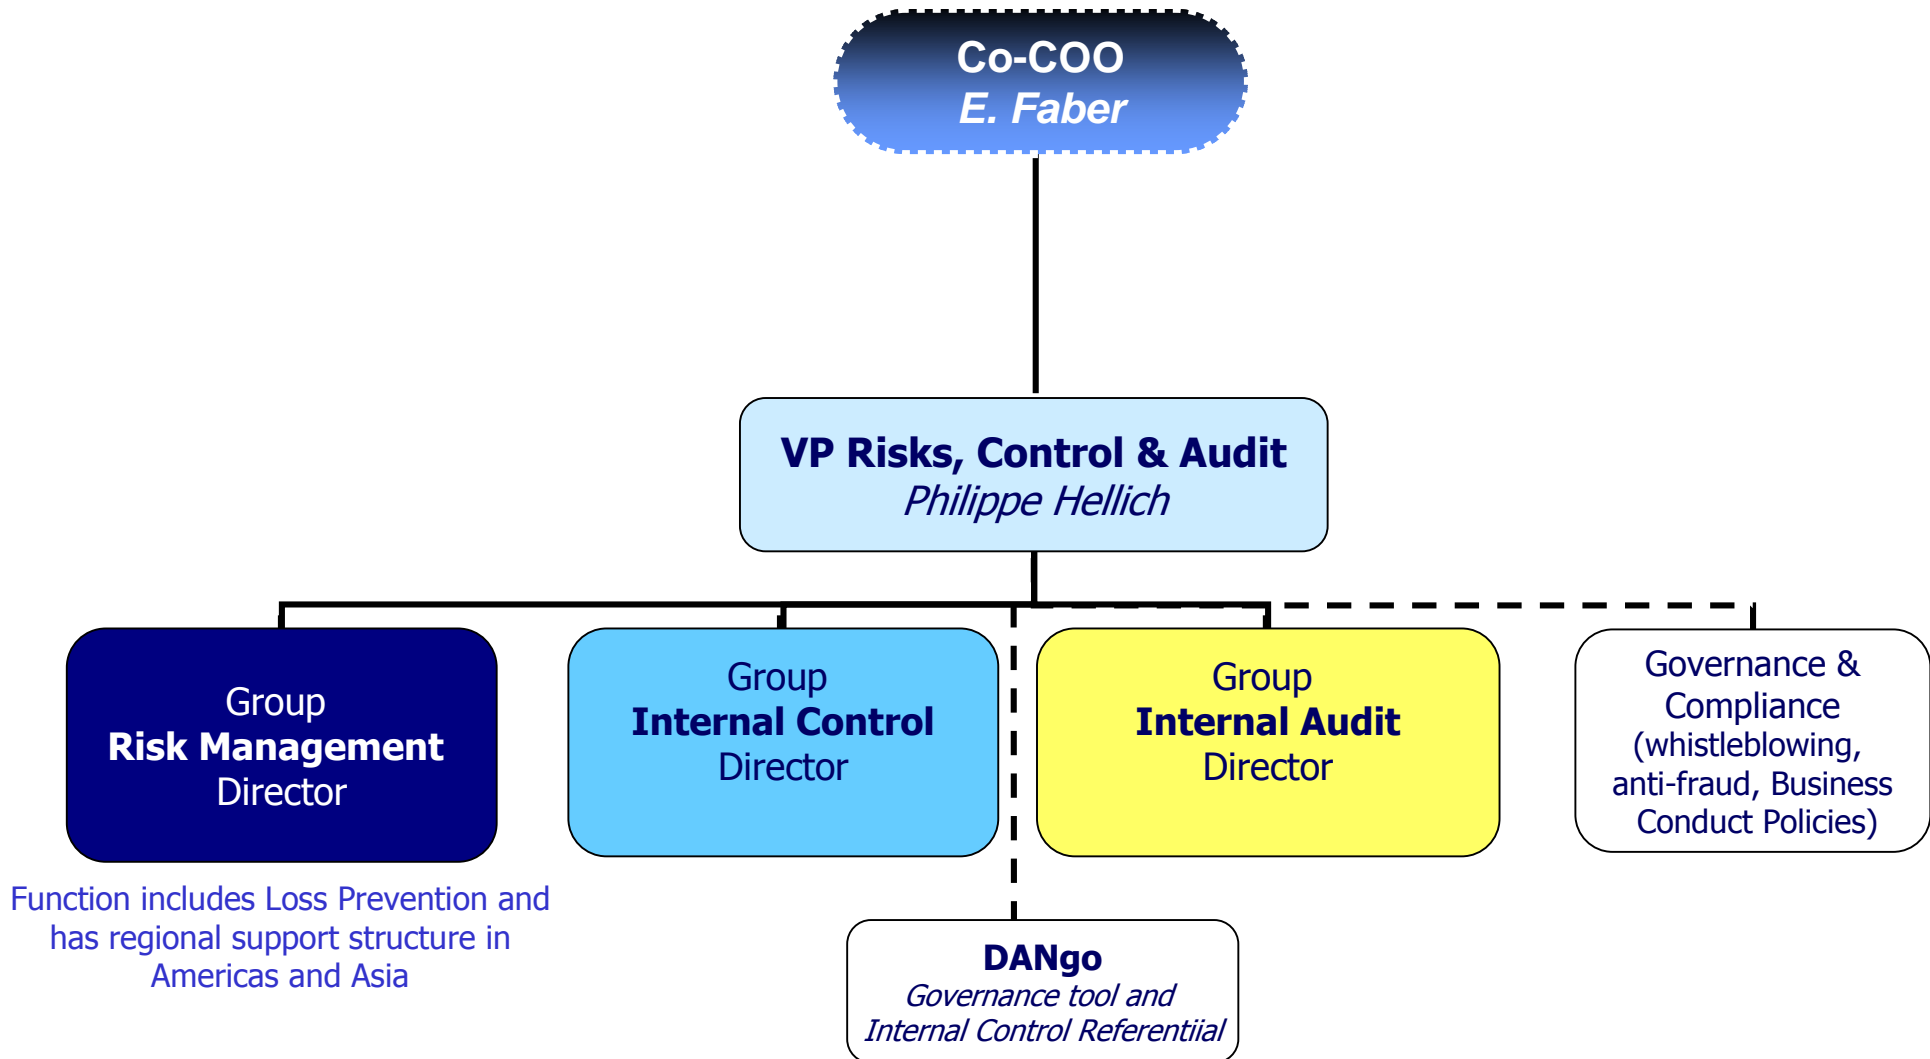 Co-COO
E. Faber
VP Risks, Control & Audit
Philippe Hellich
Group
Risk Management
Director
Group
Internal Control
Director
Group
Internal Audit
Director
Governance &
Compliance
(whistleblowing,
anti-fraud, Business
Conduct Policies)
Function includes Loss Prevention and
has regional support structure in
Americas and Asia
DANgo
Governance tool and
Internal Control Referentiial